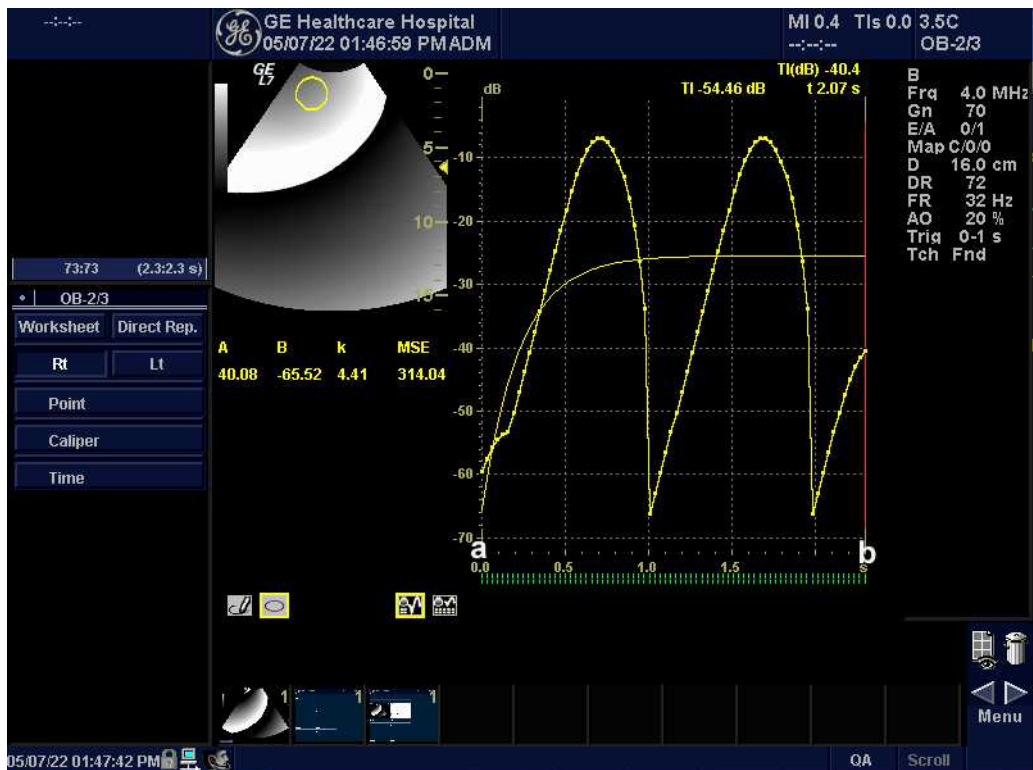 --:--:--
GE Healthcare Hospital
05/07/22 01:46:59 PM ADM
MI 0.4 TIs 0.0 3.5C
--:--:-- OB-2/3
GE
L7
0
5
10
15
TI(dB) -40.4
TI -54.46 dB t 2.07 s
dB
-10
-20
-30
-40
-50
-60
-70
a
b
0.0 0.5 1.0 1.5 s
B
Frq 4.0 MHz
Gn 70
E/A 0/1
Map C/0/0
D 16.0 cm
DR 72
FR 32 Hz
AO 20 %
Trig 0-1 s
Tch Fnd
73:73 (2.3:2.3 s)
OB-2/3
Worksheet Direct Rep.
Rt Lt
Point
Caliper
Time
A B k MSE
40.08 -65.52 4.41 314.04
1 1 1
Menu
05/07/22 01:47:42 PM
QA Scroll